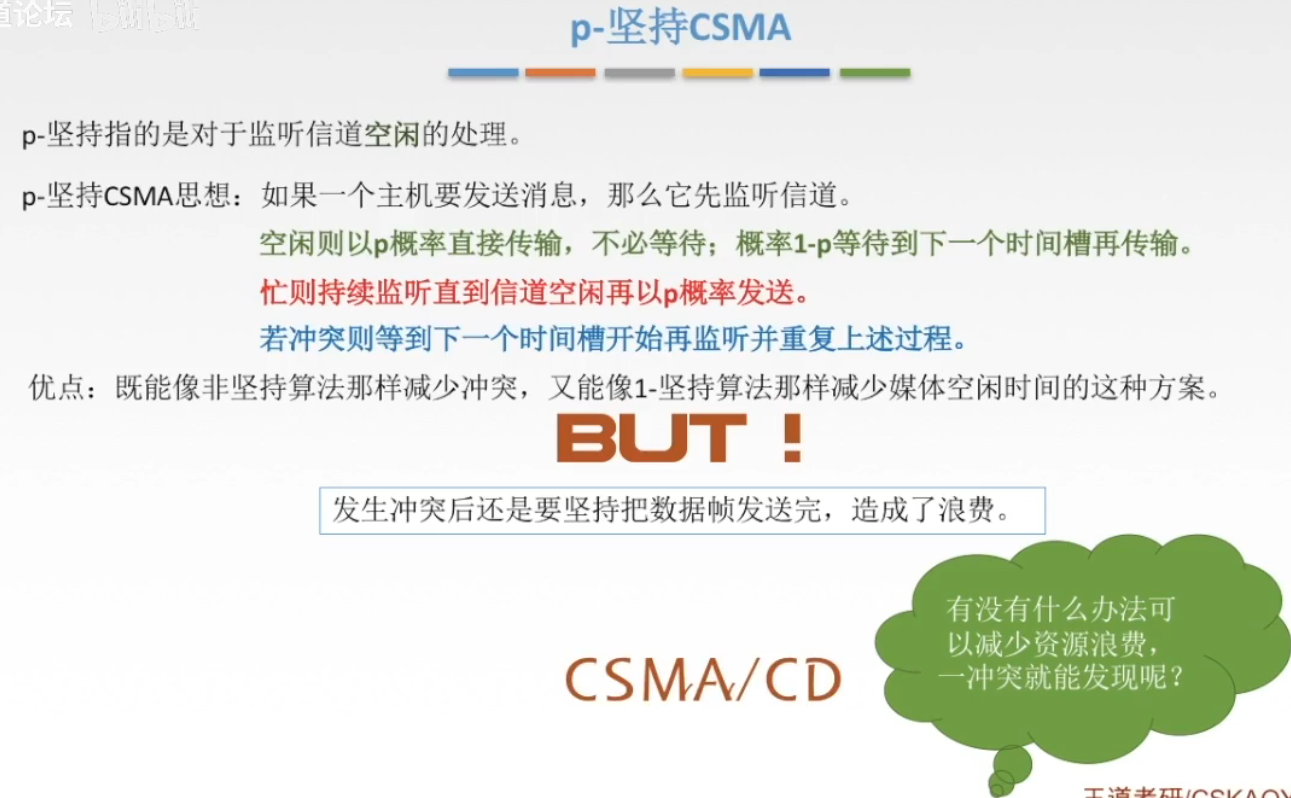 道论坛 bilibili
p-坚持CSMA
p-坚持指的是对于监听信道空闲的处理。
p-坚持CSMA思想：如果一个主机要发送消息，那么它先监听信道。
空闲则以p概率直接传输，不必等待；概率1-p等待到下一个时间槽再传输。
忙则持续监听直到信道空闲再以p概率发送。
若冲突则等到下一个时间槽开始再监听并重复上述过程。
优点：既能像非坚持算法那样减少冲突，又能像1-坚持算法那样减少媒体空闲时间的这种方案。
BUT！
发生冲突后还是要坚持把数据帧发送完，造成了浪费。
有没有什么办法可
以减少资源浪费，
一冲突就能发现呢？
CSMA/CD
王道考研/CSKAOY